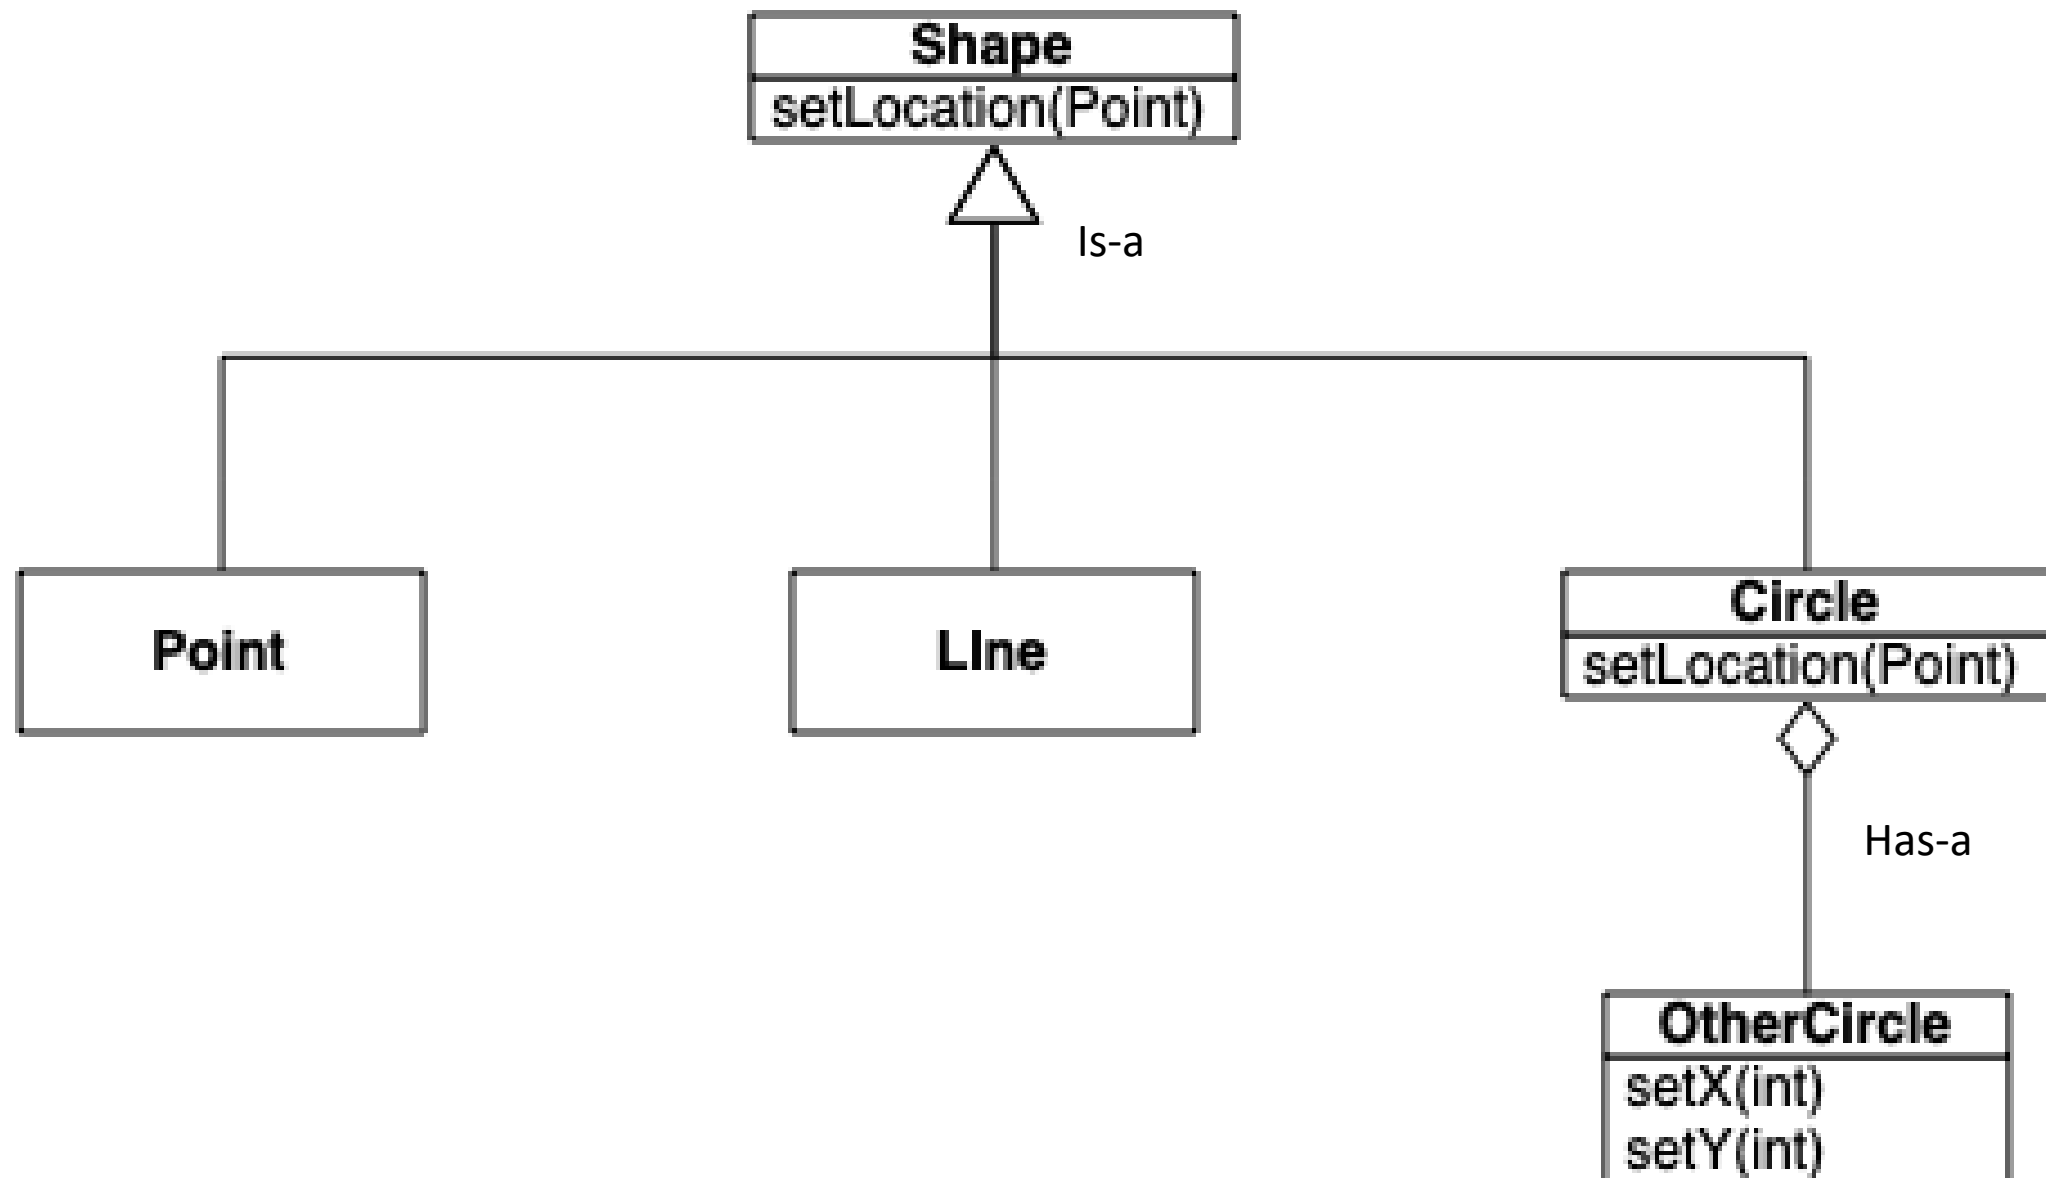 Shape
setLocation(Point)
Is-a
Point
LIne
Circle
setLocation(Point)
Has-a
OtherCircle
setX(int)
setY(int)